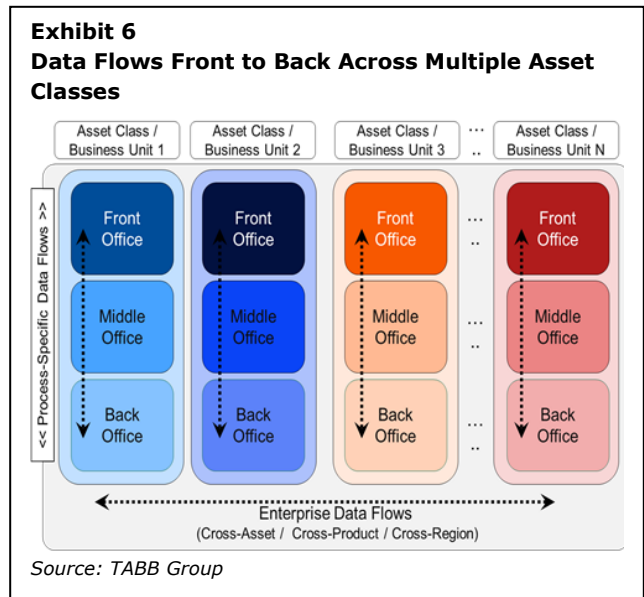 Exhibit 6
Data Flows Front to Back Across Multiple Asset
Classes
Asset Class /
Business Unit 1
Asset Class /
Business Unit 2
Asset Class /
Business Unit 3
...
..
Asset Class /
Business Unit N
<< Process-Specific Data Flows >>
Front
Office
Front
Office
Front
Office
...
..
Front
Office
Middle
Office
Middle
Office
Middle
Office
...
..
Middle
Office
Back
Office
Back
Office
Back
Office
...
..
Back
Office
Enterprise Data Flows
(Cross-Asset / Cross-Product / Cross-Region)
Source: TABB Group